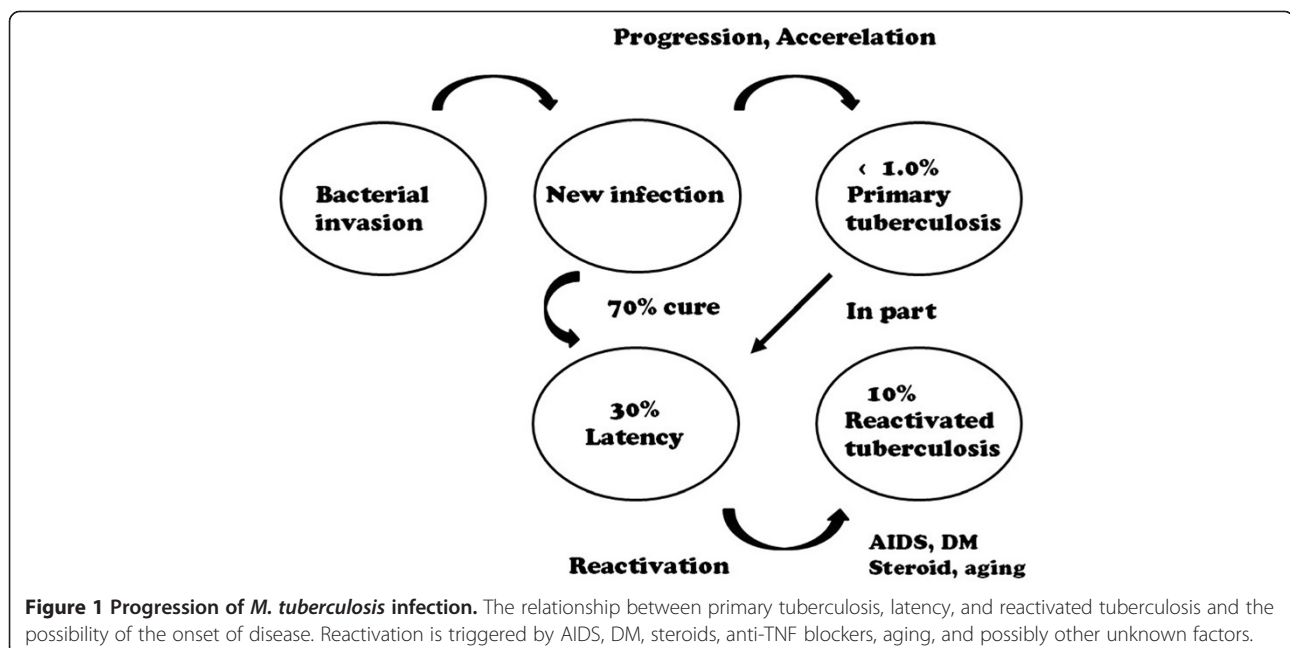 Progression, Accerelation
Bacterial
invasion
New infection
‹ 1.0%
Primary
tuberculosis
70% cure
In part
30%
Latency
10%
Reactivated
tuberculosis
Reactivation
AIDS, DM
Steroid, aging
Figure 1 Progression of M. tuberculosis infection. The relationship between primary tuberculosis, latency, and reactivated tuberculosis and the
possibility of the onset of disease. Reactivation is triggered by AIDS, DM, steroids, anti-TNF blockers, aging, and possibly other unknown factors.